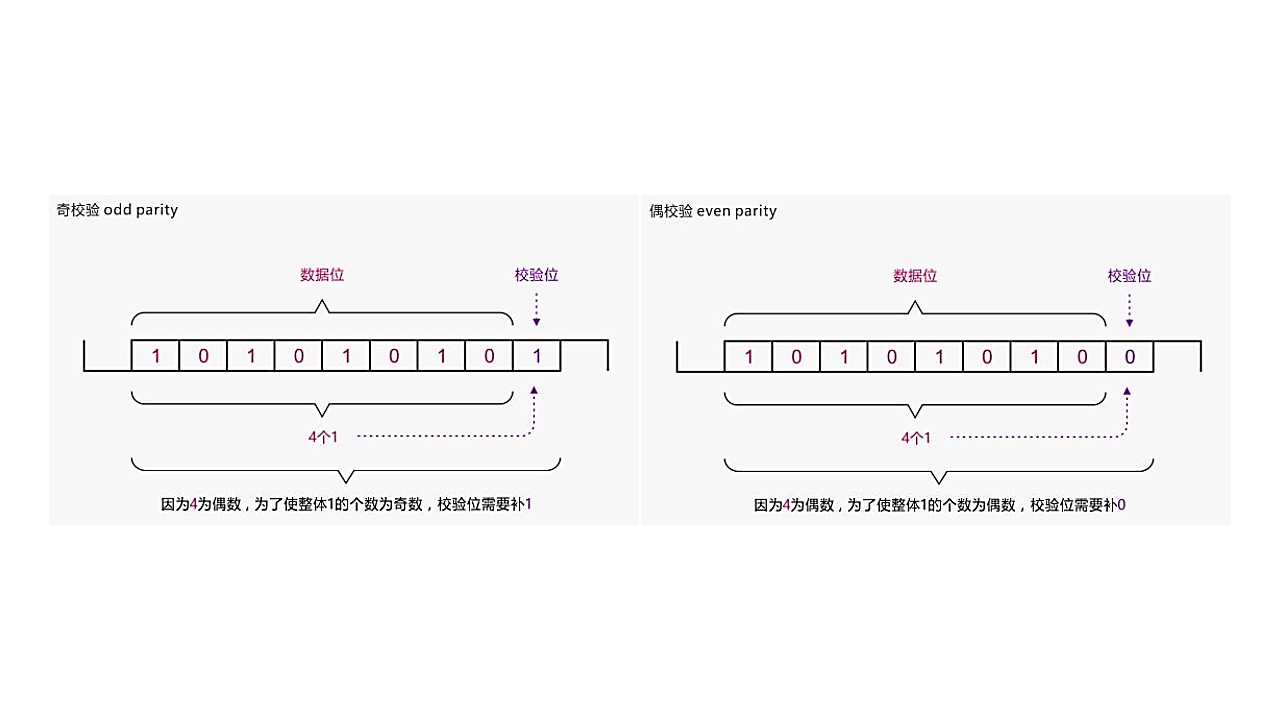 奇校验 odd parity
数据位 校验位
1 0 1 0 1 0 1 0 1
4个1
因为4为偶数，为了使整体1的个数为奇数，校验位需要补1
偶校验 even parity
数据位 校验位
1 0 1 0 1 0 1 0 0
4个1
因为4为偶数，为了使整体1的个数为偶数，校验位需要补0